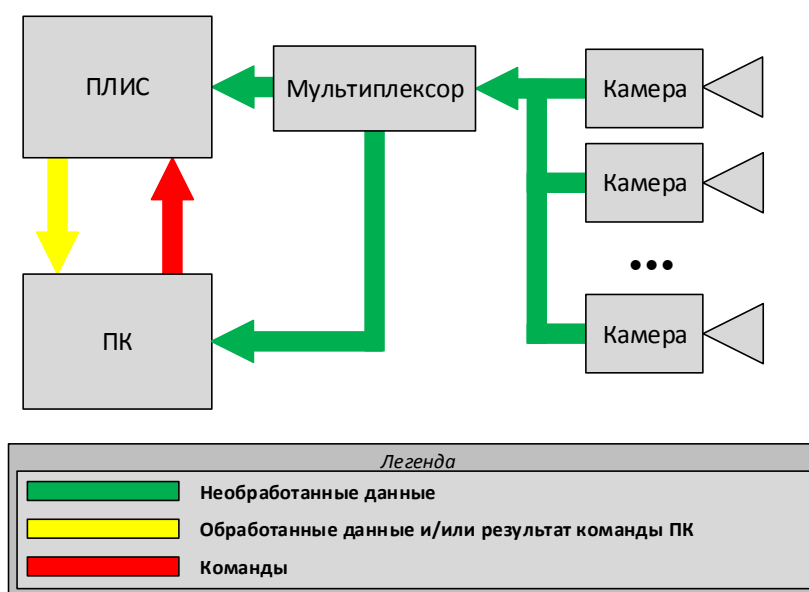 ПЛИС
Мультиплексор
Камера
Камера
•••
Камера
ПК
Легенда
Необработанные данные
Обработанные данные и/или результат команды ПК
Команды